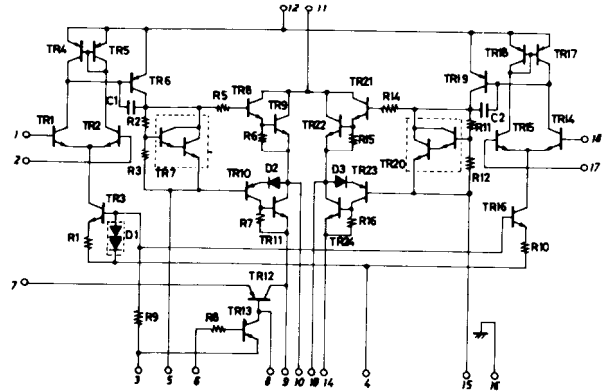 12 11
TR4 TR5 TR18 TR17
TR6 TR19
C1 R5 TR8 TR9 TR21 R14 C2
TR1 R2 TR2 R6 TR22 R15 R11 TR15 TR14
1 18
2 R3 TR7 TR20 R12 17
TR10 D2 D3 TR23
TR3 R7 TR11 R16 TR24 TR16
R1 D1 R10
7 TR12
R9 R8 TR13
3 5 6 8 9 10 13 14 4 15 16